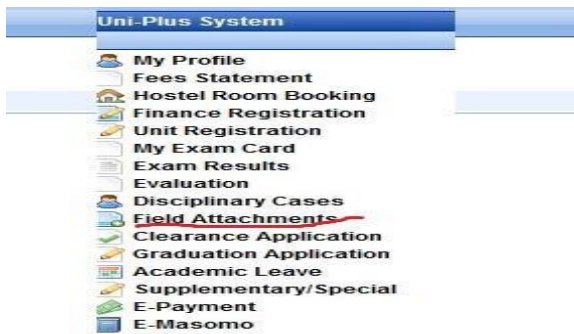 Uni-Plus System
My Profile
Fees Statement
Hostel Room Booking
Finance Registration
Unit Registration
My Exam Card
Exam Results
Evaluation
Disciplinary Cases
Field Attachments
Clearance Application
Graduation Application
Academic Leave
Supplementary/Special
E-Payment
E-Masomo